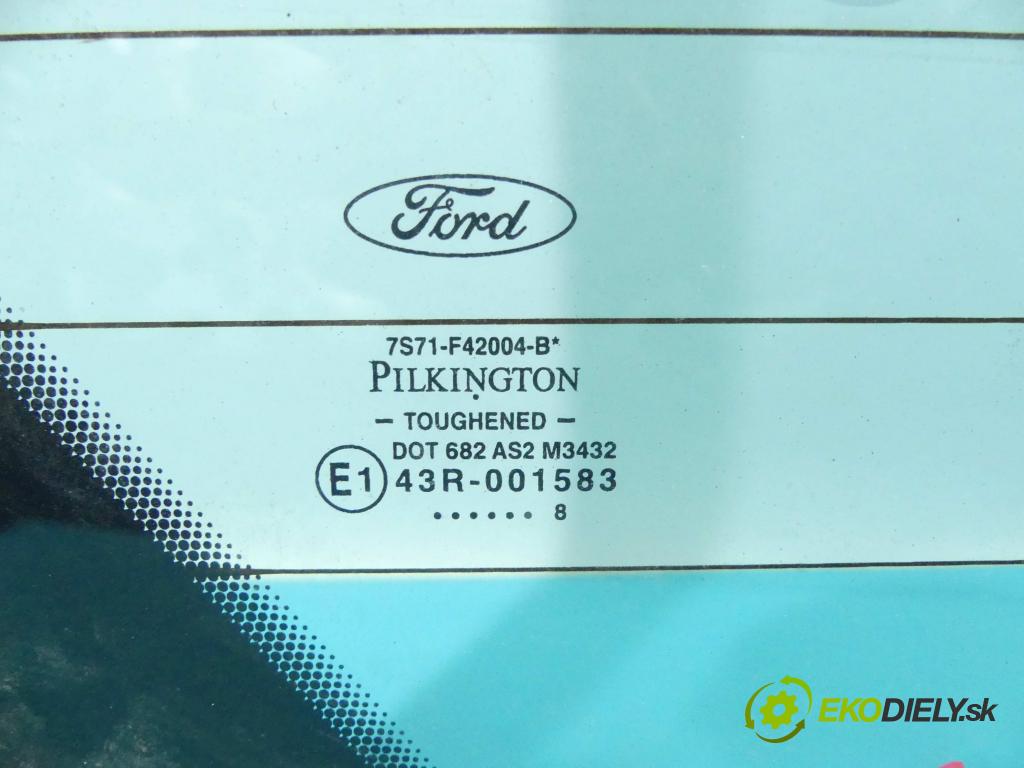 Ford
7S71-F42004-B*
PILKINGTON
– TOUGHENED –
DOT 682 AS2 M3432
E1 43R-001583
...... 8
EKODIELY.sk